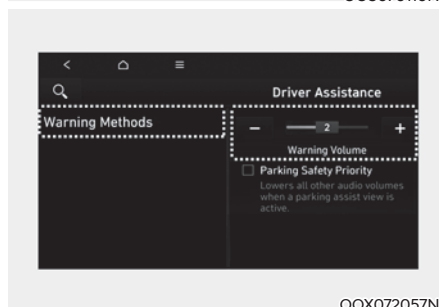 Driver Assistance
Warning Methods
− 2 +
Warning Volume
Parking Safety Priority
Lowers all other audio volumes
when a parking assist view is
active.
OOX072057N